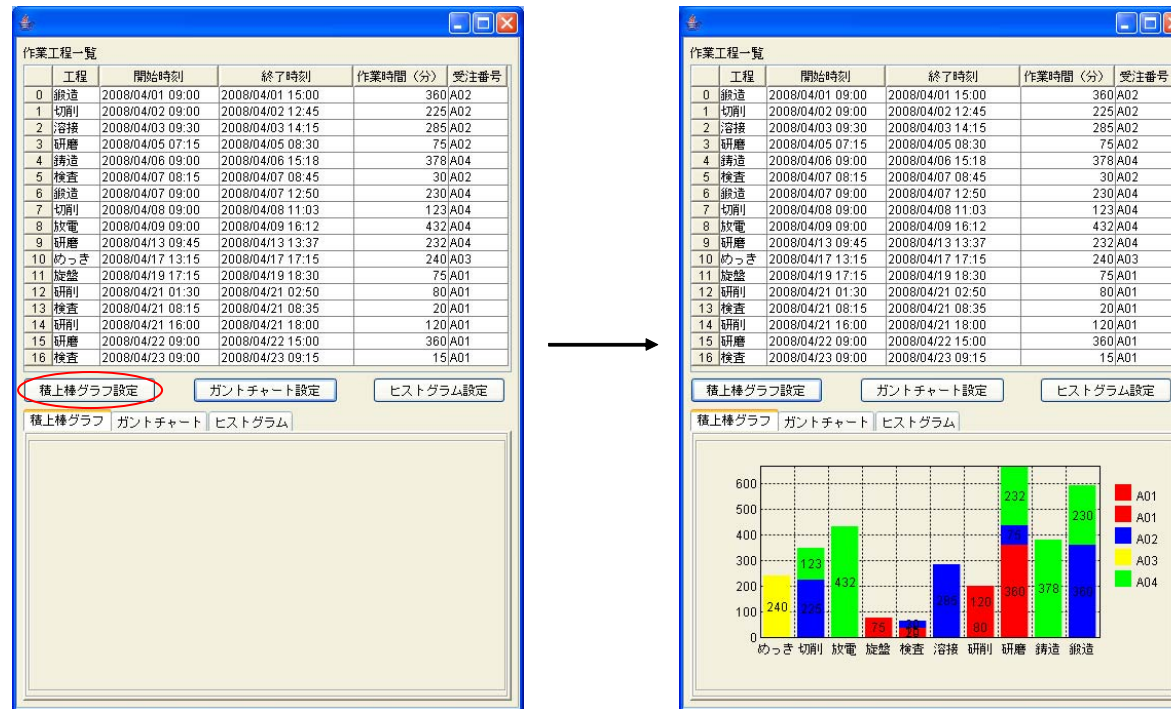 作業工程一覧
工程 開始時刻 終了時刻 作業時間（分） 受注番号
0 鍛造 2008/04/01 09:00 2008/04/01 15:00 360 A02
1 切削 2008/04/02 09:00 2008/04/02 12:45 225 A02
2 溶接 2008/04/03 09:30 2008/04/03 14:15 285 A02
3 研磨 2008/04/05 07:15 2008/04/05 08:30 75 A02
4 鋳造 2008/04/06 09:00 2008/04/06 15:18 378 A04
5 検査 2008/04/07 08:15 2008/04/07 08:45 30 A02
6 鍛造 2008/04/07 09:00 2008/04/07 12:50 230 A04
7 切削 2008/04/08 09:00 2008/04/08 11:03 123 A04
8 放電 2008/04/09 09:00 2008/04/09 16:12 432 A04
9 研磨 2008/04/13 09:45 2008/04/13 13:37 232 A04
10 めっき 2008/04/17 13:15 2008/04/17 17:15 240 A03
11 旋盤 2008/04/19 17:15 2008/04/19 18:30 75 A01
12 研削 2008/04/21 01:30 2008/04/21 02:50 80 A01
13 検査 2008/04/21 08:15 2008/04/21 08:35 20 A01
14 研削 2008/04/21 16:00 2008/04/21 18:00 120 A01
15 研磨 2008/04/22 09:00 2008/04/22 15:00 360 A01
16 検査 2008/04/23 09:00 2008/04/23 09:15 15 A01
積上棒グラフ設定 ガントチャート設定 ヒストグラム設定
積上棒グラフ ガントチャート ヒストグラム
作業工程一覧
工程 開始時刻 終了時刻 作業時間（分） 受注番号
0 鍛造 2008/04/01 09:00 2008/04/01 15:00 360 A02
1 切削 2008/04/02 09:00 2008/04/02 12:45 225 A02
2 溶接 2008/04/03 09:30 2008/04/03 14:15 285 A02
3 研磨 2008/04/05 07:15 2008/04/05 08:30 75 A02
4 鋳造 2008/04/06 09:00 2008/04/06 15:18 378 A04
5 検査 2008/04/07 08:15 2008/04/07 08:45 30 A02
6 鍛造 2008/04/07 09:00 2008/04/07 12:50 230 A04
7 切削 2008/04/08 09:00 2008/04/08 11:03 123 A04
8 放電 2008/04/09 09:00 2008/04/09 16:12 432 A04
9 研磨 2008/04/13 09:45 2008/04/13 13:37 232 A04
10 めっき 2008/04/17 13:15 2008/04/17 17:15 240 A03
11 旋盤 2008/04/19 17:15 2008/04/19 18:30 75 A01
12 研削 2008/04/21 01:30 2008/04/21 02:50 80 A01
13 検査 2008/04/21 08:15 2008/04/21 08:35 20 A01
14 研削 2008/04/21 16:00 2008/04/21 18:00 120 A01
15 研磨 2008/04/22 09:00 2008/04/22 15:00 360 A01
16 検査 2008/04/23 09:00 2008/04/23 09:15 15 A01
積上棒グラフ設定 ガントチャート設定 ヒストグラム設定
積上棒グラフ ガントチャート ヒストグラム
600
500
400
300
200
100
0
240
225
123
432
75
285
80
120
360
75
232
378
360
230
めっき 切削 放電 旋盤 検査 溶接 研削 研磨 鋳造 鍛造
A01
A01
A02
A03
A04